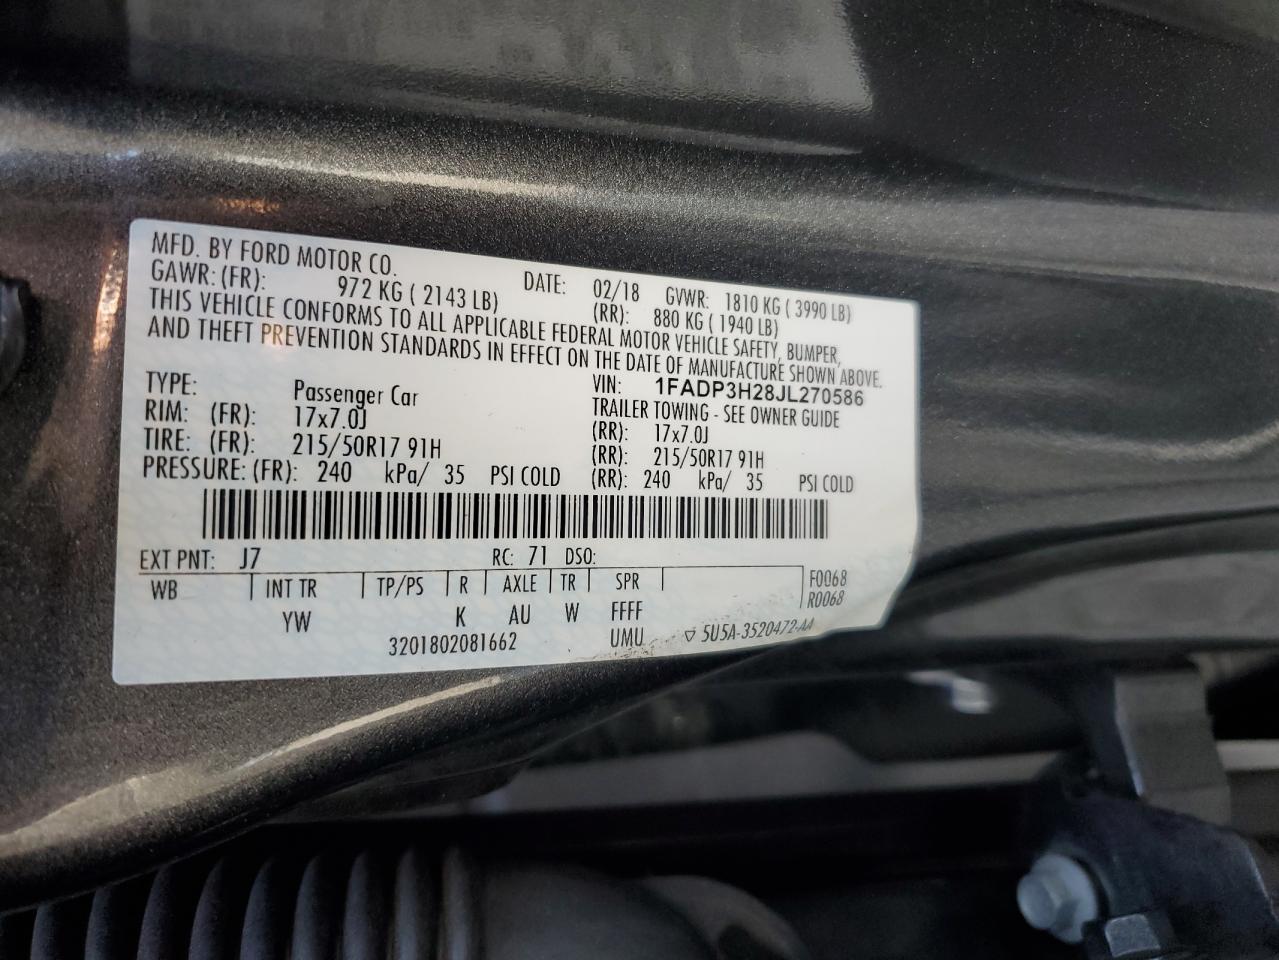 MFD. BY FORD MOTOR CO.
DATE: 02/18 GVWR: 1810 KG ( 3990 LB)
GAWR: (FR): 972 KG ( 2143 LB) (RR): 880 KG ( 1940 LB)
THIS VEHICLE CONFORMS TO ALL APPLICABLE FEDERAL MOTOR VEHICLE SAFETY, BUMPER,
AND THEFT PREVENTION STANDARDS IN EFFECT ON THE DATE OF MANUFACTURE SHOWN ABOVE.
VIN: 1FADP3H28JL270586
TYPE: Passenger Car TRAILER TOWING - SEE OWNER GUIDE
RIM: (FR): 17x7.0J (RR): 17x7.0J
TIRE: (FR): 215/50R17 91H (RR): 215/50R17 91H
PRESSURE: (FR): 240 kPa/ 35 PSI COLD (RR): 240 kPa/ 35 PSI COLD
EXT PNT: J7 RC: 71 DSO:
WB INT TR TP/PS R AXLE TR SPR F0068
R0068
YW K AU W FFFF
3201802081662 UMU ▽ 5U5A-3520472-AA